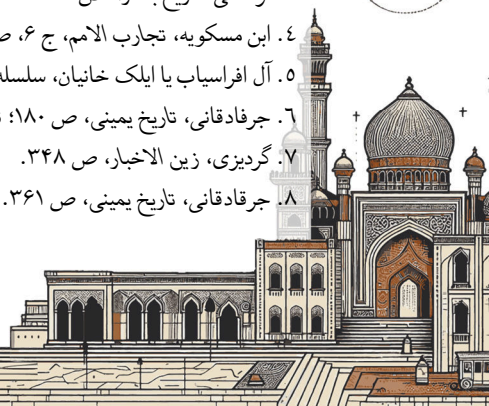 ٤. ابن مسکویه، تجارب الامم، ج ۶، ص
٥. آل افراسیاب یا ایلک خانیان، سلسله
٦. جرفادقانی، تاریخ یمینی، ص ۱۸۰؛
٧. گردیزی، زین الاخبار، ص ۳۴۸.
٨. جرقادقانی، تاریخ یمینی، ص ۳۶۱.